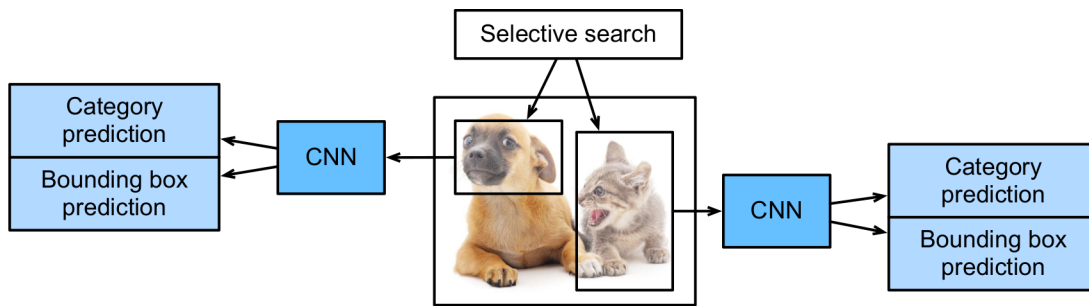 Selective search
Category
prediction
Bounding box
prediction
CNN
CNN
Category
prediction
Bounding box
prediction